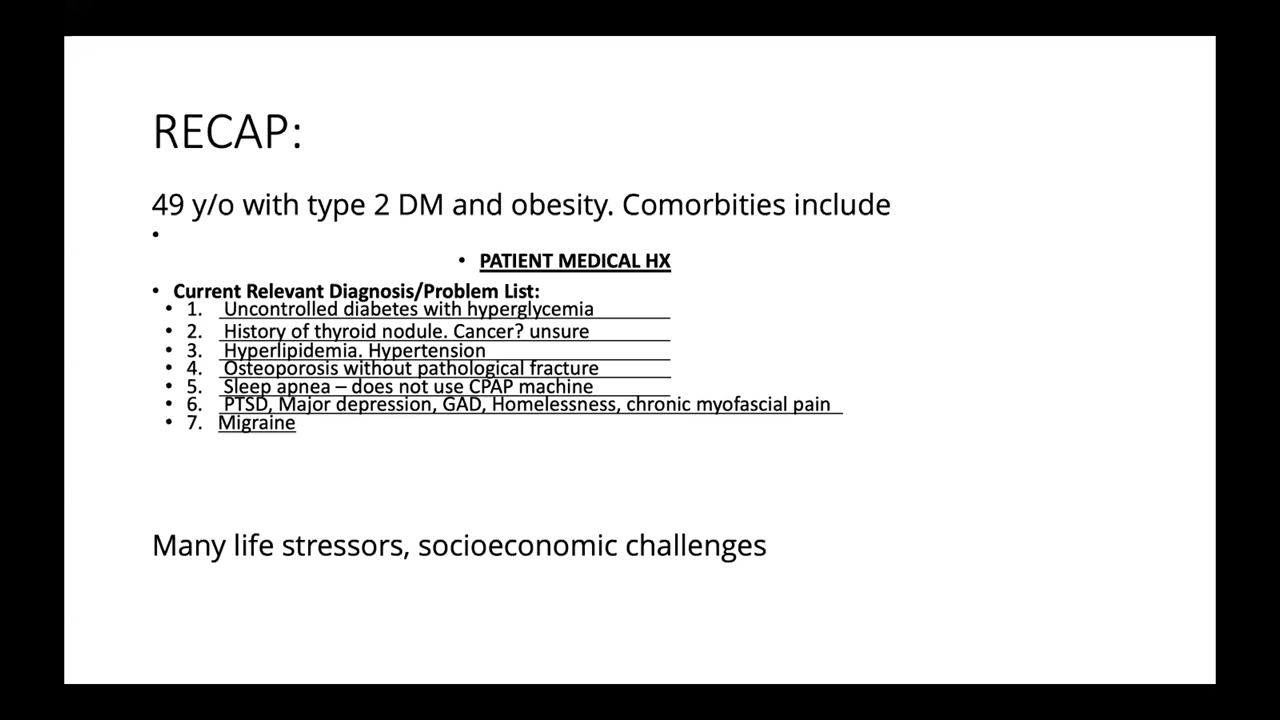 RECAP:
49 y/o with type 2 DM and obesity. Comorbities include
•
• PATIENT MEDICAL HX
• Current Relevant Diagnosis/Problem List:
• 1. Uncontrolled diabetes with hyperglycemia
• 2. History of thyroid nodule. Cancer? unsure
• 3. Hyperlipidemia. Hypertension
• 4. Osteoporosis without pathological fracture
• 5. Sleep apnea – does not use CPAP machine
• 6. PTSD, Major depression, GAD, Homelessness, chronic myofascial pain
• 7. Migraine
Many life stressors, socioeconomic challenges